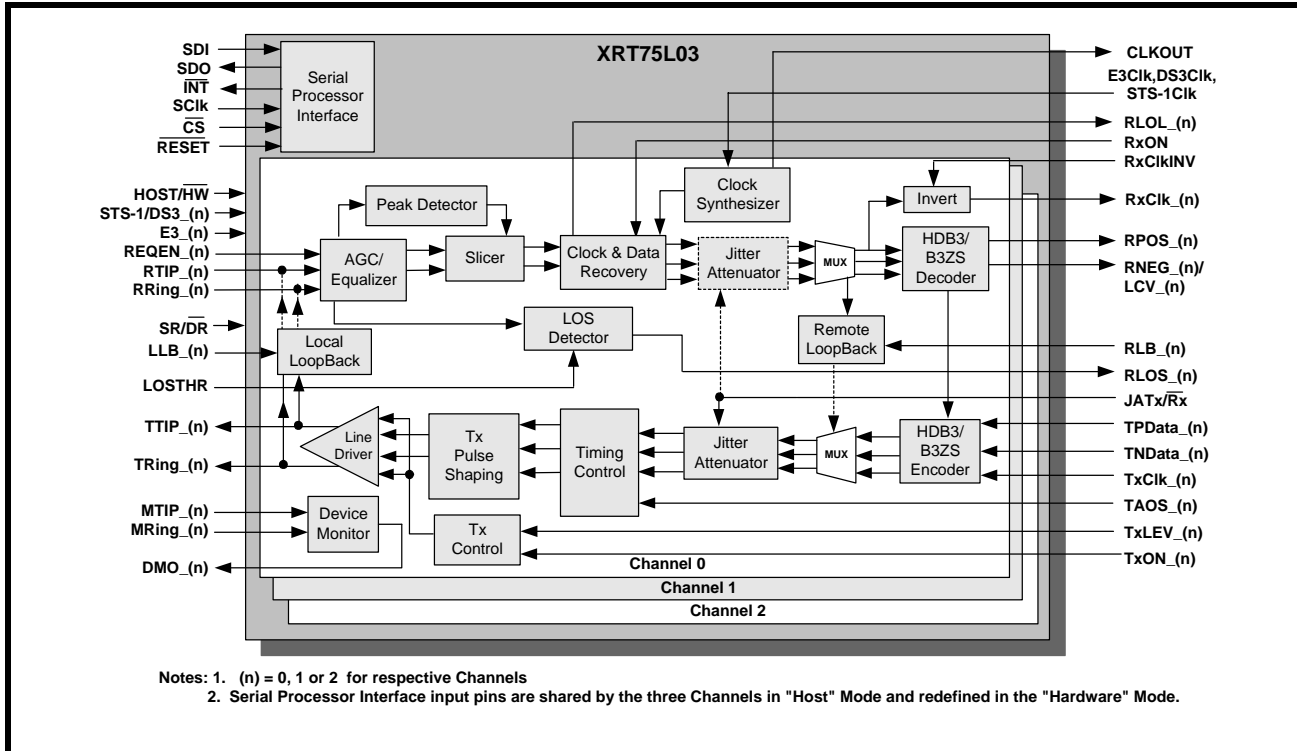 XRT75L03
SDI
SDO
INT
SClk
CS
RESET
HOST/HW
STS-1/DS3_(n)
E3_(n)
REQEN_(n)
RTIP_(n)
RRing_(n)
SR/DR
LLB_(n)
LOSTHR
TTIP_(n)
TRing_(n)
MTIP_(n)
MRing_(n)
DMO_(n)
Serial
Processor
Interface
Peak Detector
AGC/
Equalizer
Slicer
Clock & Data
Recovery
Clock
Synthesizer
Jitter
Attenuator
MUX
Invert
HDB3/
B3ZS
Decoder
LOS
Detector
Remote
LoopBack
Local
LoopBack
Line
Driver
Tx
Pulse
Shaping
Timing
Control
Jitter
Attenuator
MUX
HDB3/
B3ZS
Encoder
Device
Monitor
Tx
Control
Channel 0
Channel 1
Channel 2
CLKOUT
E3Clk,DS3Clk,
STS-1Clk
RLOL_(n)
RxON
RxClkINV
RxClk_(n)
RPOS_(n)
RNEG_(n)/
LCV_(n)
RLB_(n)
RLOS_(n)
JATx/Rx
TPData_(n)
TNData_(n)
TxClk_(n)
TAOS_(n)
TxLEV_(n)
TxON_(n)
Notes: 1. (n) = 0, 1 or 2 for respective Channels
2. Serial Processor Interface input pins are shared by the three Channels in "Host" Mode and redefined in the "Hardware" Mode.